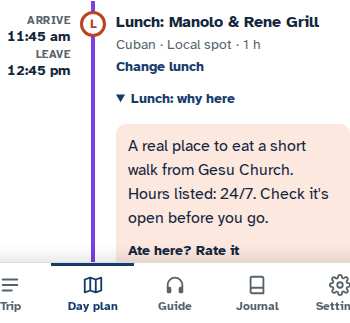 ARRIVE
11:45 am
LEAVE
12:45 pm
L
Lunch: Manolo & Rene Grill
Cuban · Local spot · 1 h
Change lunch
▼ Lunch: why here
A real place to eat a short
walk from Gesu Church.
Hours listed: 24/7. Check it's
open before you go.
Ate here? Rate it
Trip
Day plan
Guide
Journal
Settin